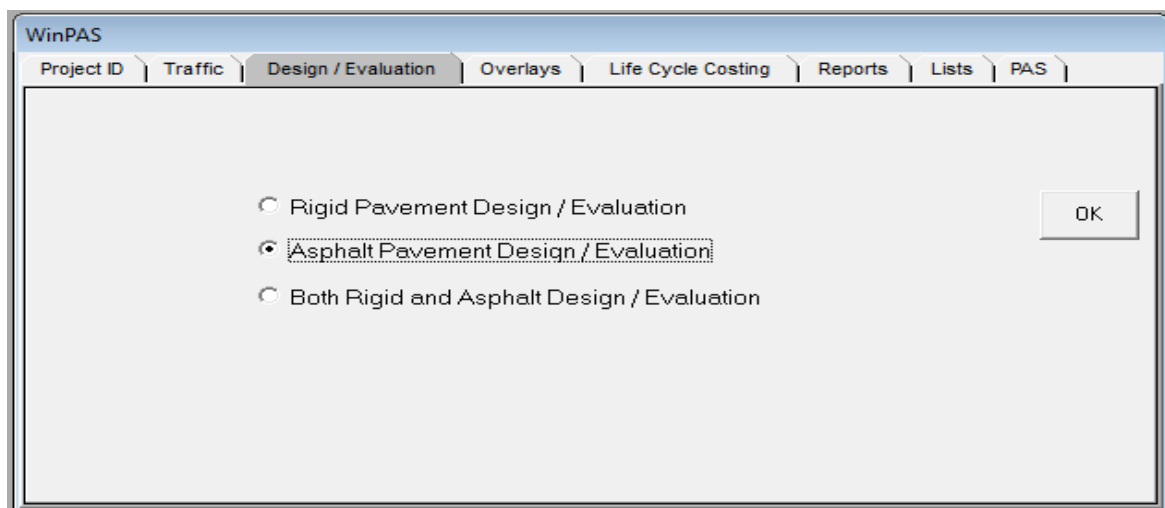 WinPAS
Project ID Traffic Design / Evaluation Overlays Life Cycle Costing Reports Lists PAS
Rigid Pavement Design / Evaluation
OK
Asphalt Pavement Design / Evaluation
Both Rigid and Asphalt Design / Evaluation